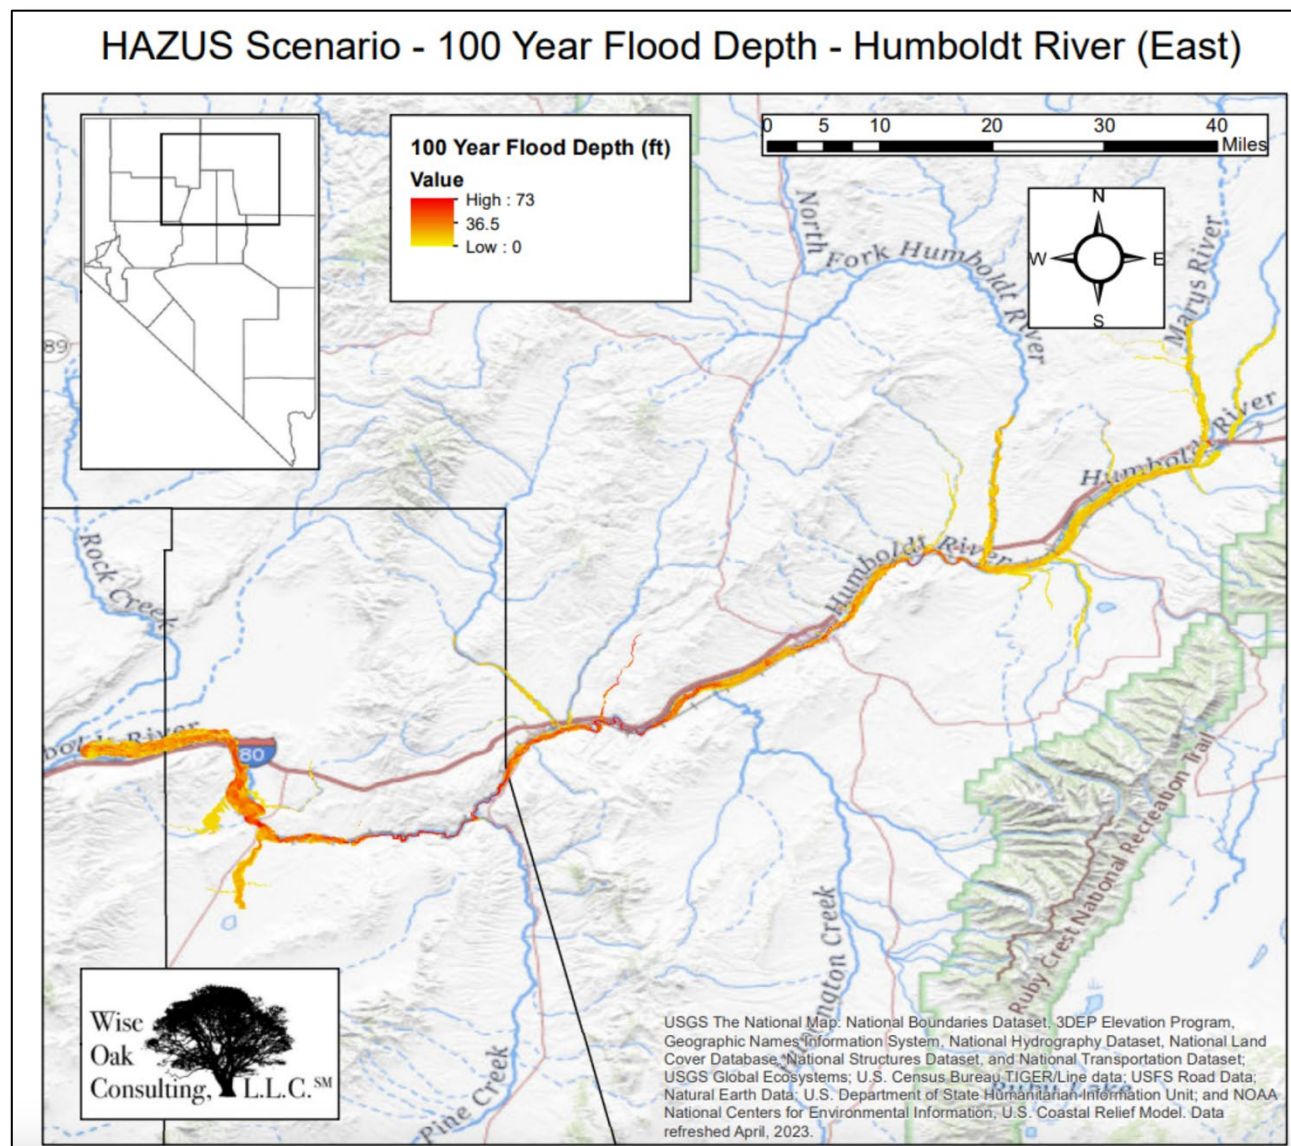 HAZUS Scenario - 100 Year Flood Depth - Humboldt River (East)
100 Year Flood Depth (ft)
Value
High : 73
36.5
Low : 0
0 5 10 20 30 40
Miles
N
W E
S
North
Fork Humboldt River
Marys River
89
Humboldt River
Humboldt River
Rock Creek
River
80
Ruby Crest National Recreation Trail
Creek
Pine Creek
Wise
Oak
Consulting, L.L.C.SM
USGS The National Map: National Boundaries Dataset, 3DEP Elevation Program,
Geographic Names Information System, National Hydrography Dataset, National Land
Cover Database, National Structures Dataset, and National Transportation Dataset;
USGS Global Ecosystems; U.S. Census Bureau TIGER/Line data; USFS Road Data;
Natural Earth Data; U.S. Department of State Humanitarian Information Unit; and NOAA
National Centers for Environmental Information, U.S. Coastal Relief Model. Data
refreshed April, 2023.